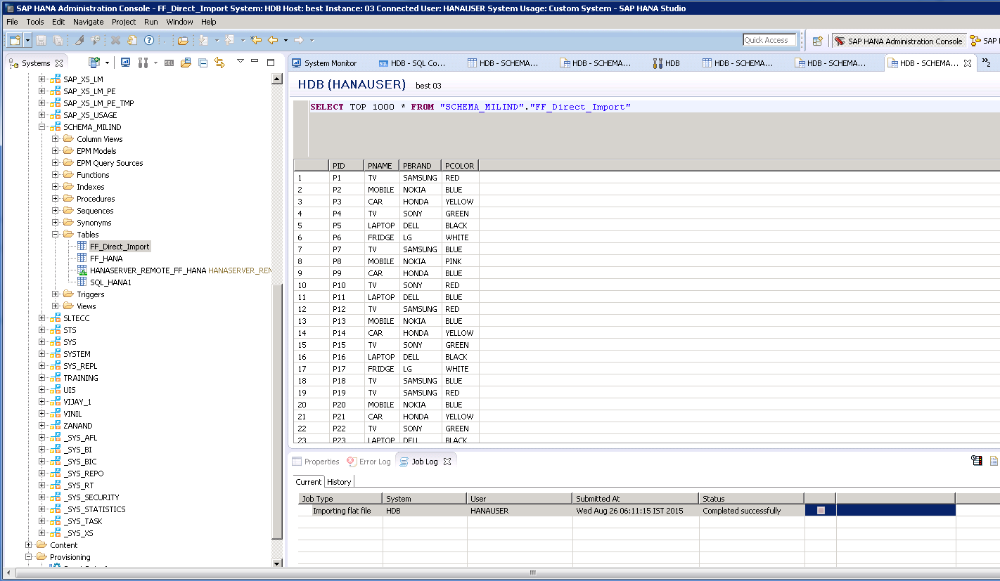 SAP HANA Administration Console - FF_Direct_Import System: HDB Host: best Instance: 03 Connected User: HANAUSER System Usage: Custom System - SAP HANA Studio
File Tools Edit Navigate Project Run Window Help
Quick Access SAP HANA Administration Console SAP
Systems
System Monitor HDB - SQL Co... HDB - SCHEMA... HDB - SCHEMA... HDB HDB - SCHEMA... HDB - SCHEMA... HDB - SCHEMA... »2
SAP_XS_LM
SAP_XS_LM_PE
SAP_XS_LM_PE_TMP
SAP_XS_USAGE
SCHEMA_MILIND
Column Views
EPM Models
EPM Query Sources
Functions
Indexes
Procedures
Sequences
Synonyms
Tables
FF_Direct_Import
FF_HANA
HANASERVER_REMOTE_FF_HANA HANASERVER_REM
SQL_HANA1
Triggers
Views
SLTECC
STS
SYS
SYSTEM
SYS_REPL
TRAINING
UIS
VIJAY_1
VINIL
ZANAND
_SYS_AFL
_SYS_BI
_SYS_BIC
_SYS_REPO
_SYS_RT
_SYS_SECURITY
_SYS_STATISTICS
_SYS_TASK
_SYS_XS
Content
Provisioning
HDB (HANAUSER) best 03
SELECT TOP 1000 * FROM "SCHEMA_MILIND"."FF_Direct_Import"
PID PNAME PBRAND PCOLOR
1 P1 TV SAMSUNG RED
2 P2 MOBILE NOKIA BLUE
3 P3 CAR HONDA YELLOW
4 P4 TV SONY GREEN
5 P5 LAPTOP DELL BLACK
6 P6 FRIDGE LG WHITE
7 P7 TV SAMSUNG BLUE
8 P8 MOBILE NOKIA PINK
9 P9 CAR HONDA BLUE
10 P10 TV SONY RED
11 P11 LAPTOP DELL BLUE
12 P12 TV SAMSUNG RED
13 P13 MOBILE NOKIA BLUE
14 P14 CAR HONDA YELLOW
15 P15 TV SONY GREEN
16 P16 LAPTOP DELL BLACK
17 P17 FRIDGE LG WHITE
18 P18 TV SAMSUNG BLUE
19 P19 TV SAMSUNG RED
20 P20 MOBILE NOKIA BLUE
21 P21 CAR HONDA YELLOW
22 P22 TV SONY GREEN
23 P23 LAPTOP DELL BLACK
Properties Error Log Job Log
Current History
Job Type System User Submitted At Status
Importing flat file HDB HANAUSER Wed Aug 26 06:11:15 IST 2015 Completed successfully